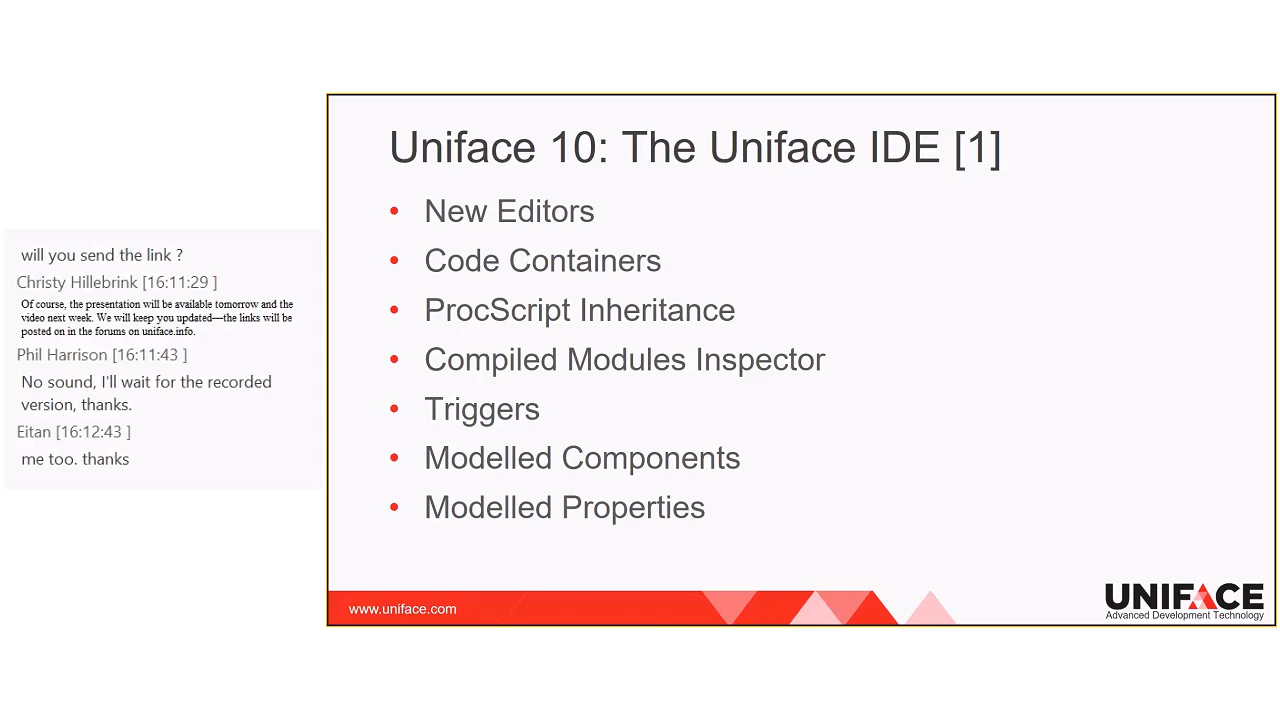 will you send the link ?
Christy Hillebrink [16:11:29 ]
Of course, the presentation will be available tomorrow and the
video next week. We will keep you updated—the links will be
posted on in the forums on uniface.info.
Phil Harrison [16:11:43 ]
No sound, I'll wait for the recorded
version, thanks.
Eitan [16:12:43 ]
me too. thanks
Uniface 10: The Uniface IDE [1]
• New Editors
• Code Containers
• ProcScript Inheritance
• Compiled Modules Inspector
• Triggers
• Modelled Components
• Modelled Properties
www.uniface.com
UNIFACE
Advanced Development Technology